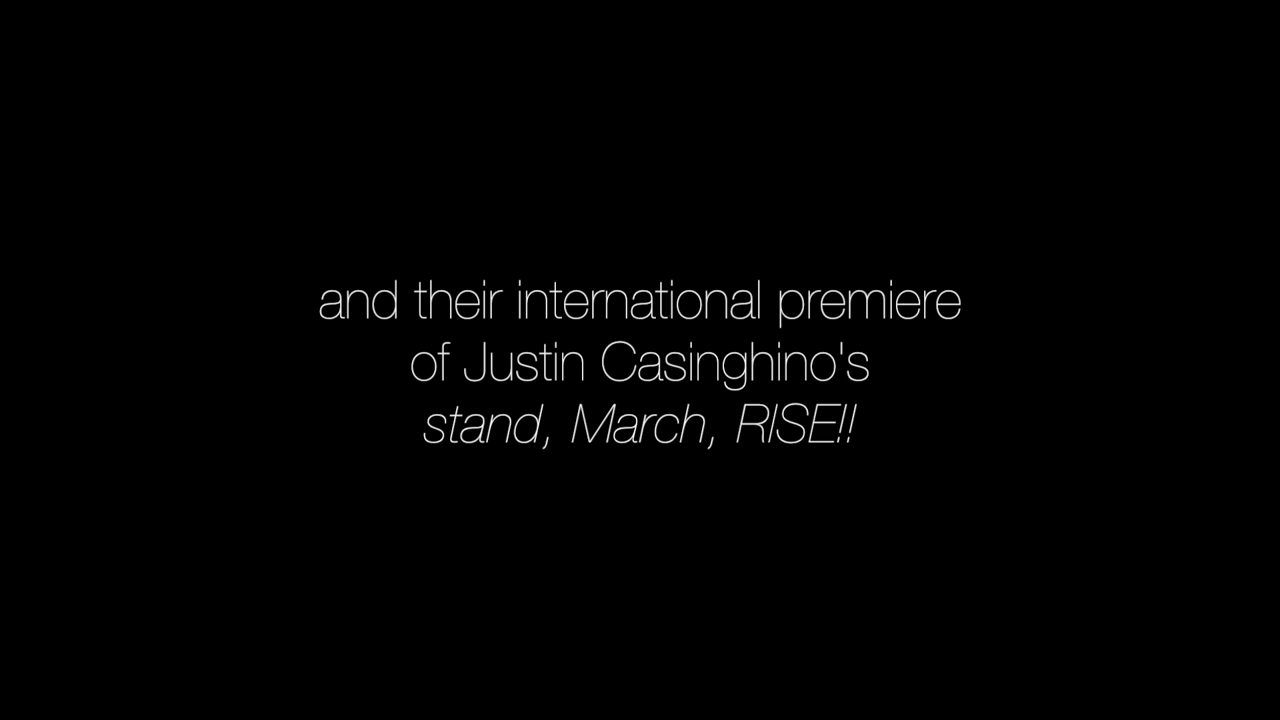 and their international premiere
of Justin Casinghino's
stand, March, RISE!!